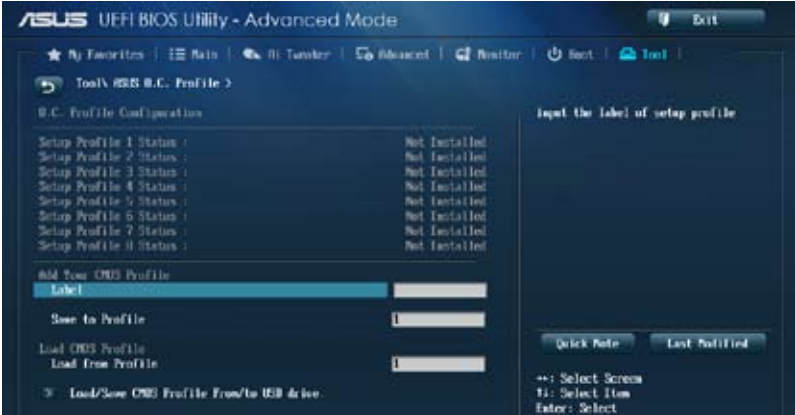 ASUS UEFI BIOS Utility - Advanced Mode
Exit
My Favorites | Main | Ai Tweaker | Advanced | Monitor | Boot | Tool
Tool\ ASUS O.C. Profile >
O.C. Profile Configuration
Input the label of setup profile
Setup Profile 1 Status : Not Installed
Setup Profile 2 Status : Not Installed
Setup Profile 3 Status : Not Installed
Setup Profile 4 Status : Not Installed
Setup Profile 5 Status : Not Installed
Setup Profile 6 Status : Not Installed
Setup Profile 7 Status : Not Installed
Setup Profile 8 Status : Not Installed
Add Your CMOS Profile
Label
Save to Profile 1
Load CMOS Profile
Load from Profile 1
> Load/Save CMOS Profile From/to USB drive.
Quick Note
Last Modified
→←: Select Screen
↑↓: Select Item
Enter: Select